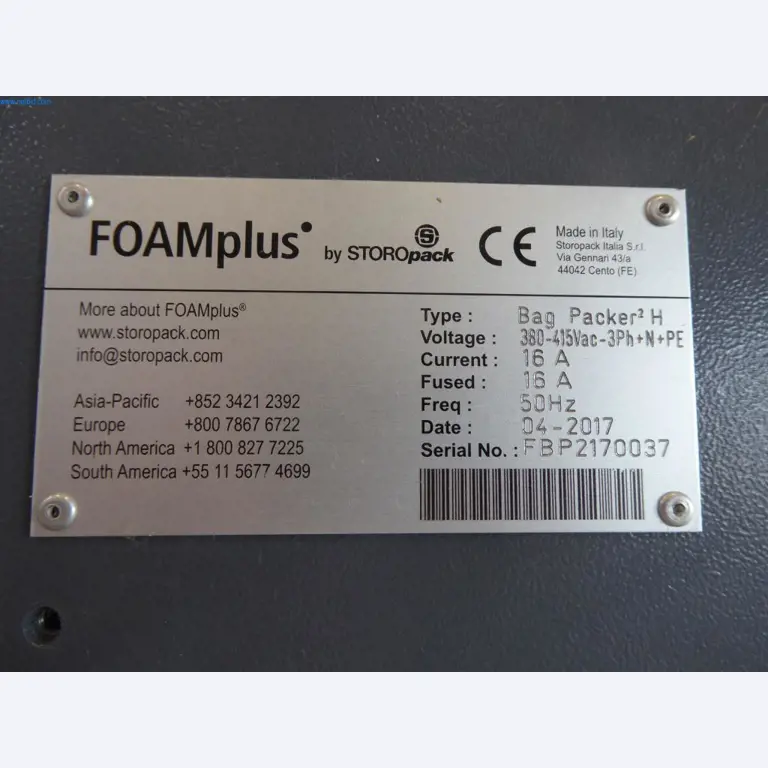 FOAMplus
by STOROpack
CE
Made in Italy
Storopack Italia S.r.l.
Via Gennari 43/a
44042 Cento (FE)
More about FOAMplus®
www.storopack.com
info@storopack.com
Asia-Pacific +852 3421 2392
Europe +800 7867 6722
North America +1 800 827 7225
South America +55 11 5677 4699
Type : Bag Packer² H
Voltage : 380-415Vac-3Ph+N+PE
Current : 16 A
Fused : 16 A
Freq : 50Hz
Date : 04-2017
Serial No. : FBP2170037